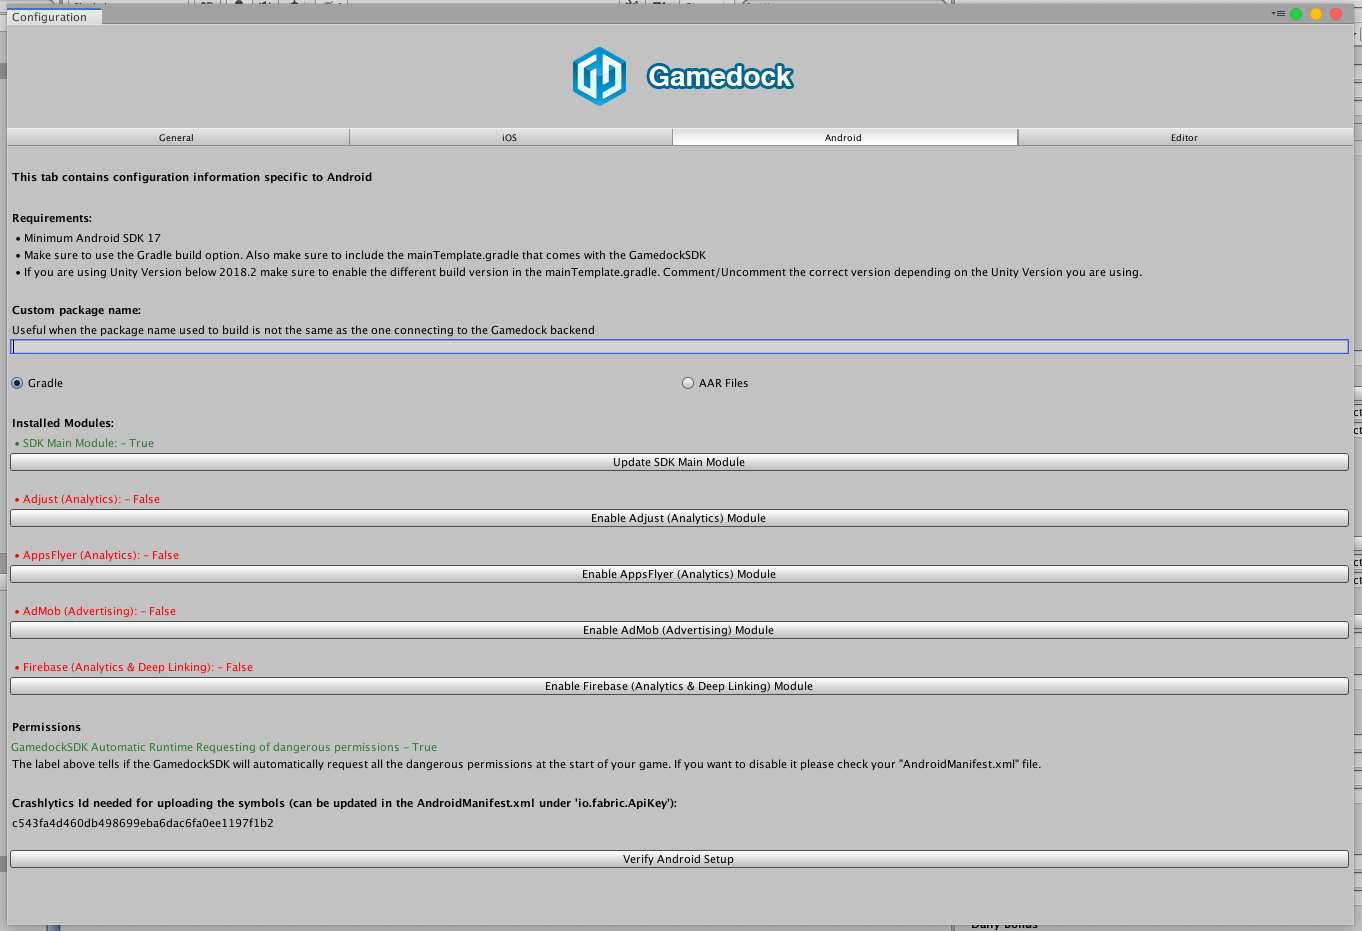 Configuration
Gamedock
General
iOS
Android
Editor
This tab contains configuration information specific to Android
Requirements:
• Minimum Android SDK 17
• Make sure to use the Gradle build option. Also make sure to include the mainTemplate.gradle that comes with the GamedockSDK
• If you are using Unity Version below 2018.2 make sure to enable the different build version in the mainTemplate.gradle. Comment/Uncomment the correct version depending on the Unity Version you are using.
Custom package name:
Useful when the package name used to build is not the same as the one connecting to the Gamedock backend
Gradle
AAR Files
Installed Modules:
• SDK Main Module: - True
Update SDK Main Module
• Adjust (Analytics): - False
Enable Adjust (Analytics) Module
• AppsFlyer (Analytics): - False
Enable AppsFlyer (Analytics) Module
• AdMob (Advertising): - False
Enable AdMob (Advertising) Module
• Firebase (Analytics & Deep Linking): - False
Enable Firebase (Analytics & Deep Linking) Module
Permissions
GamedockSDK Automatic Runtime Requesting of dangerous permissions - True
The label above tells if the GamedockSDK will automatically request all the dangerous permissions at the start of your game. If you want to disable it please check your "AndroidManifest.xml" file.
Crashlytics Id needed for uploading the symbols (can be updated in the AndroidManifest.xml under 'io.fabric.ApiKey'):
c543fa4d460db498699eba6dac6fa0ee1197f1b2
Verify Android Setup
Daily Bonus